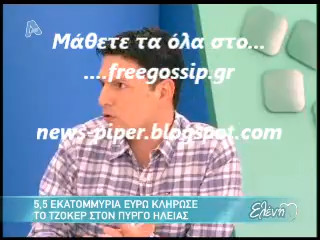 Μάθετε τα όλα στο...
....freegossip.gr
news-piper.blogspot.com
5,5 ΕΚΑΤΟΜΜΥΡΙΑ ΕΥΡΩ ΚΛΗΡΩΣΕ
ΤΟ ΤΖΟΚΕΡ ΣΤΟΝ ΠΥΡΓΟ ΗΛΕΙΑΣ
Ελένη